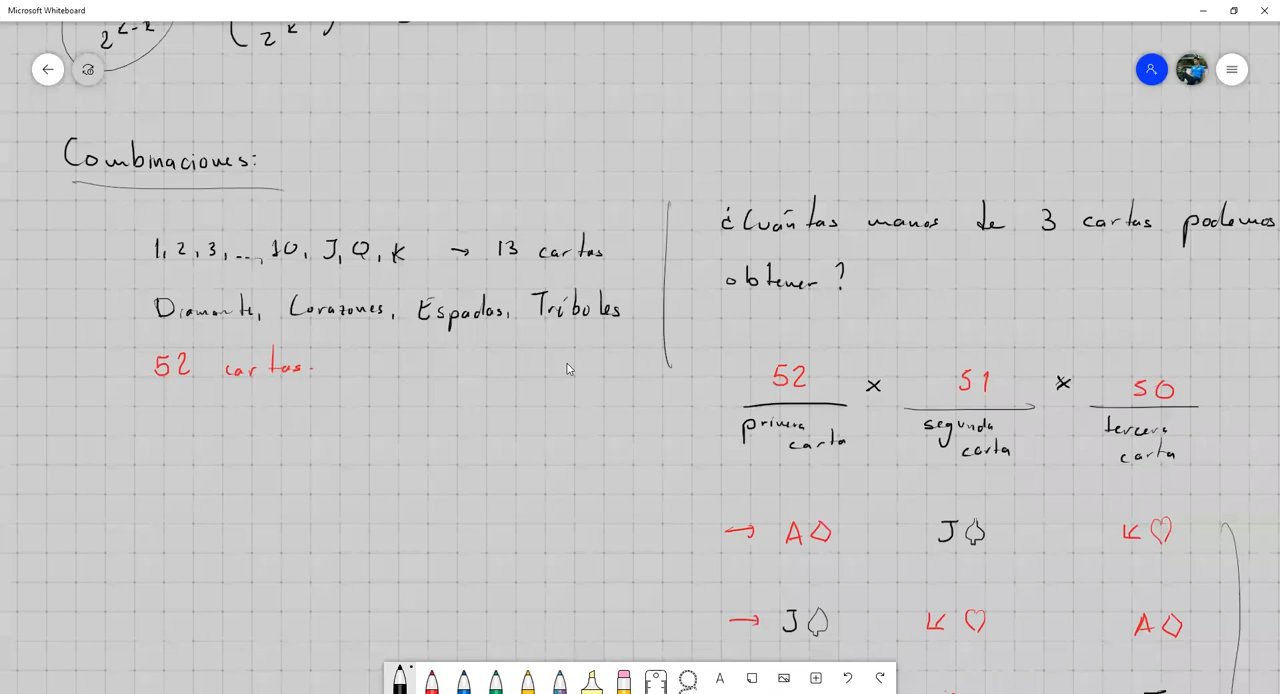 Microsoft Whiteboard
Combinaciones:
1, 2, 3, ..., 10, J, Q, K → 13 cartas
Diamante, Corazones, Espadas, Tríboles
52 cartas.
¿Cuántas manos de 3 cartas podemos
obtener?
52 × 51 × 50
primera carta
segunda carta
tercera carta
→ A♢ J♤ K♡
→ J♤ K♡ A♢
A